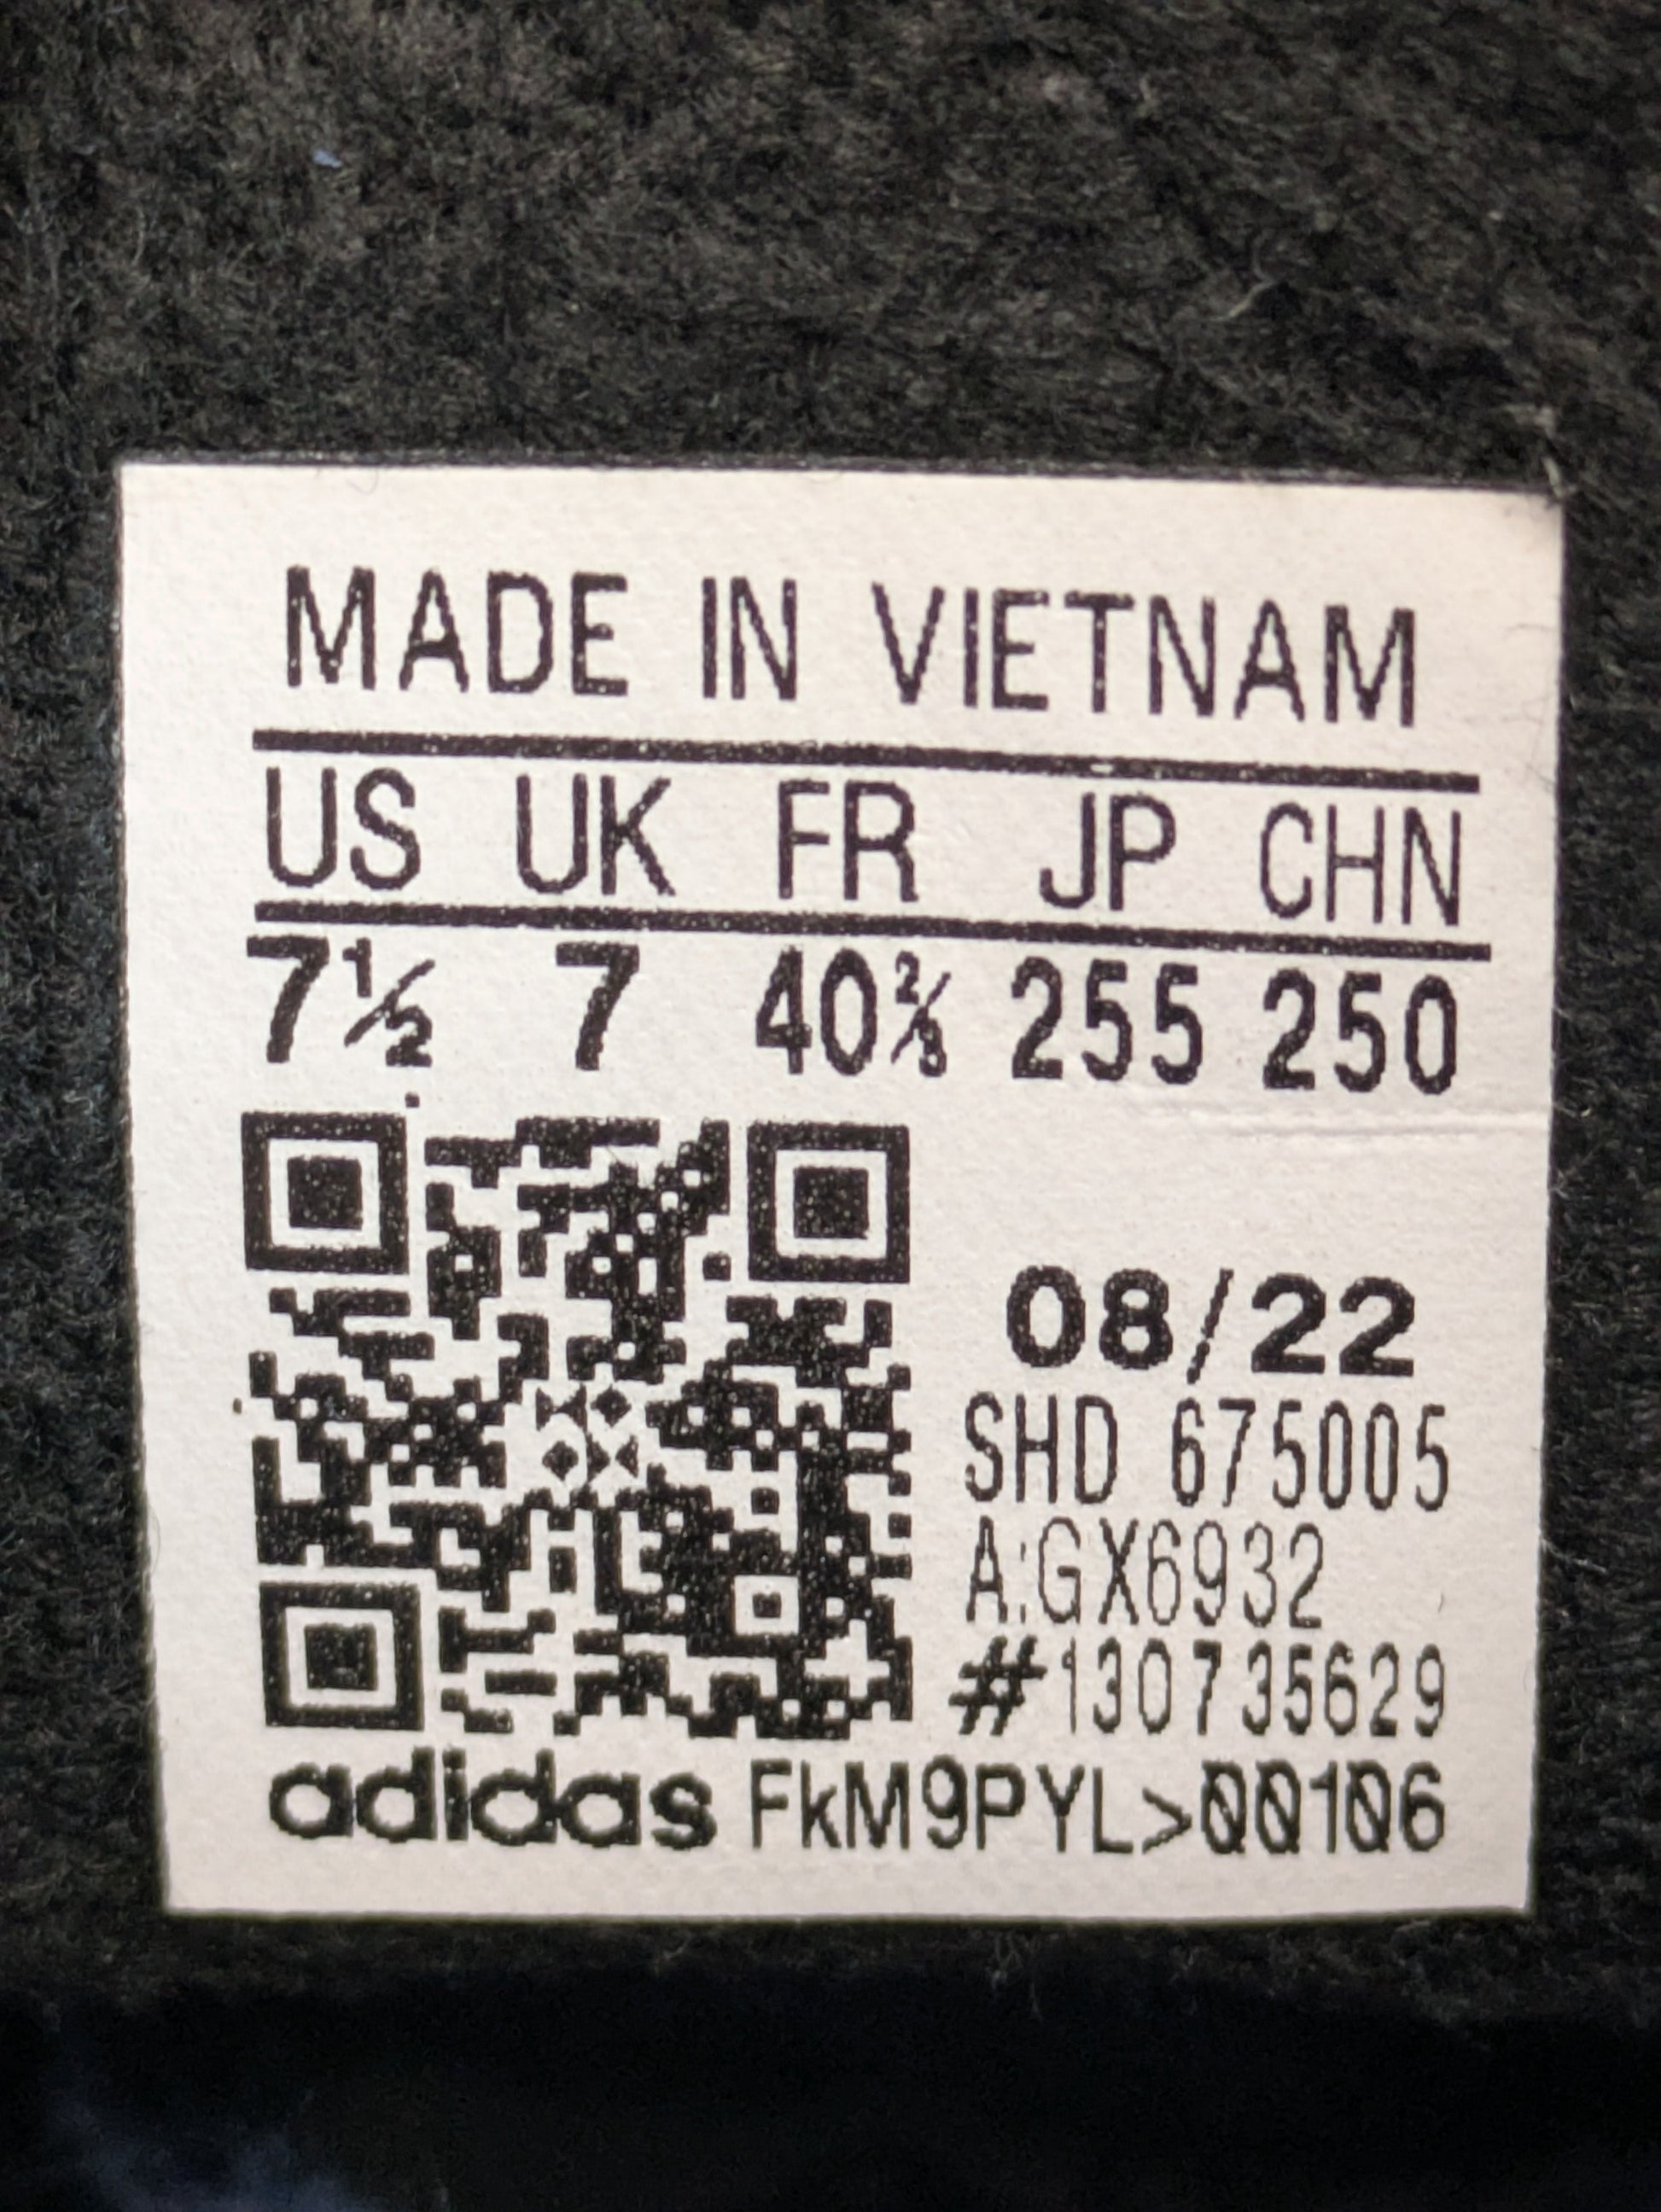 MADE IN VIETNAM
US UK FR JP CHN
7½ 7 40⅔ 255 250
08/22
SHD 675005
A:GX6932
#130735629
adidas FkM9PYL>00106